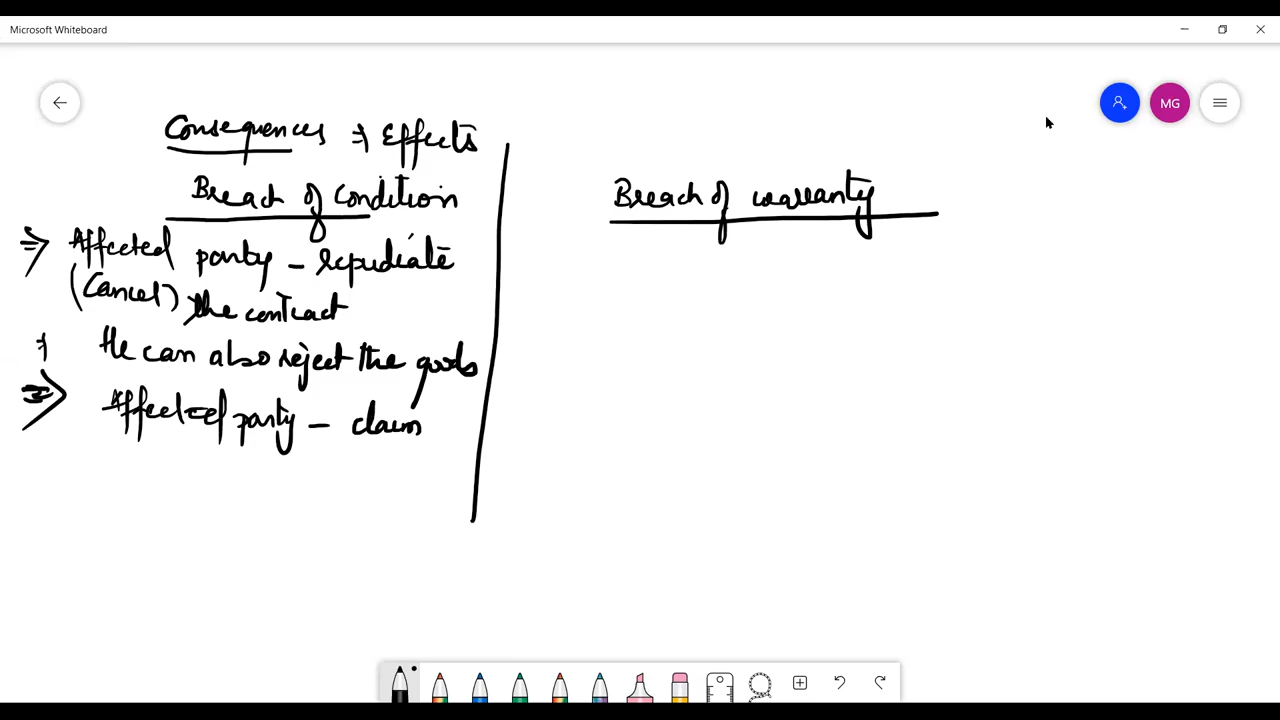 Microsoft Whiteboard
MG
Consequences => Effects
Breach of Condition
=> Affected party - repudiate
(Cancel) the contract
=> He can also reject the goods
=> Affected party - claim
Breach of warranty